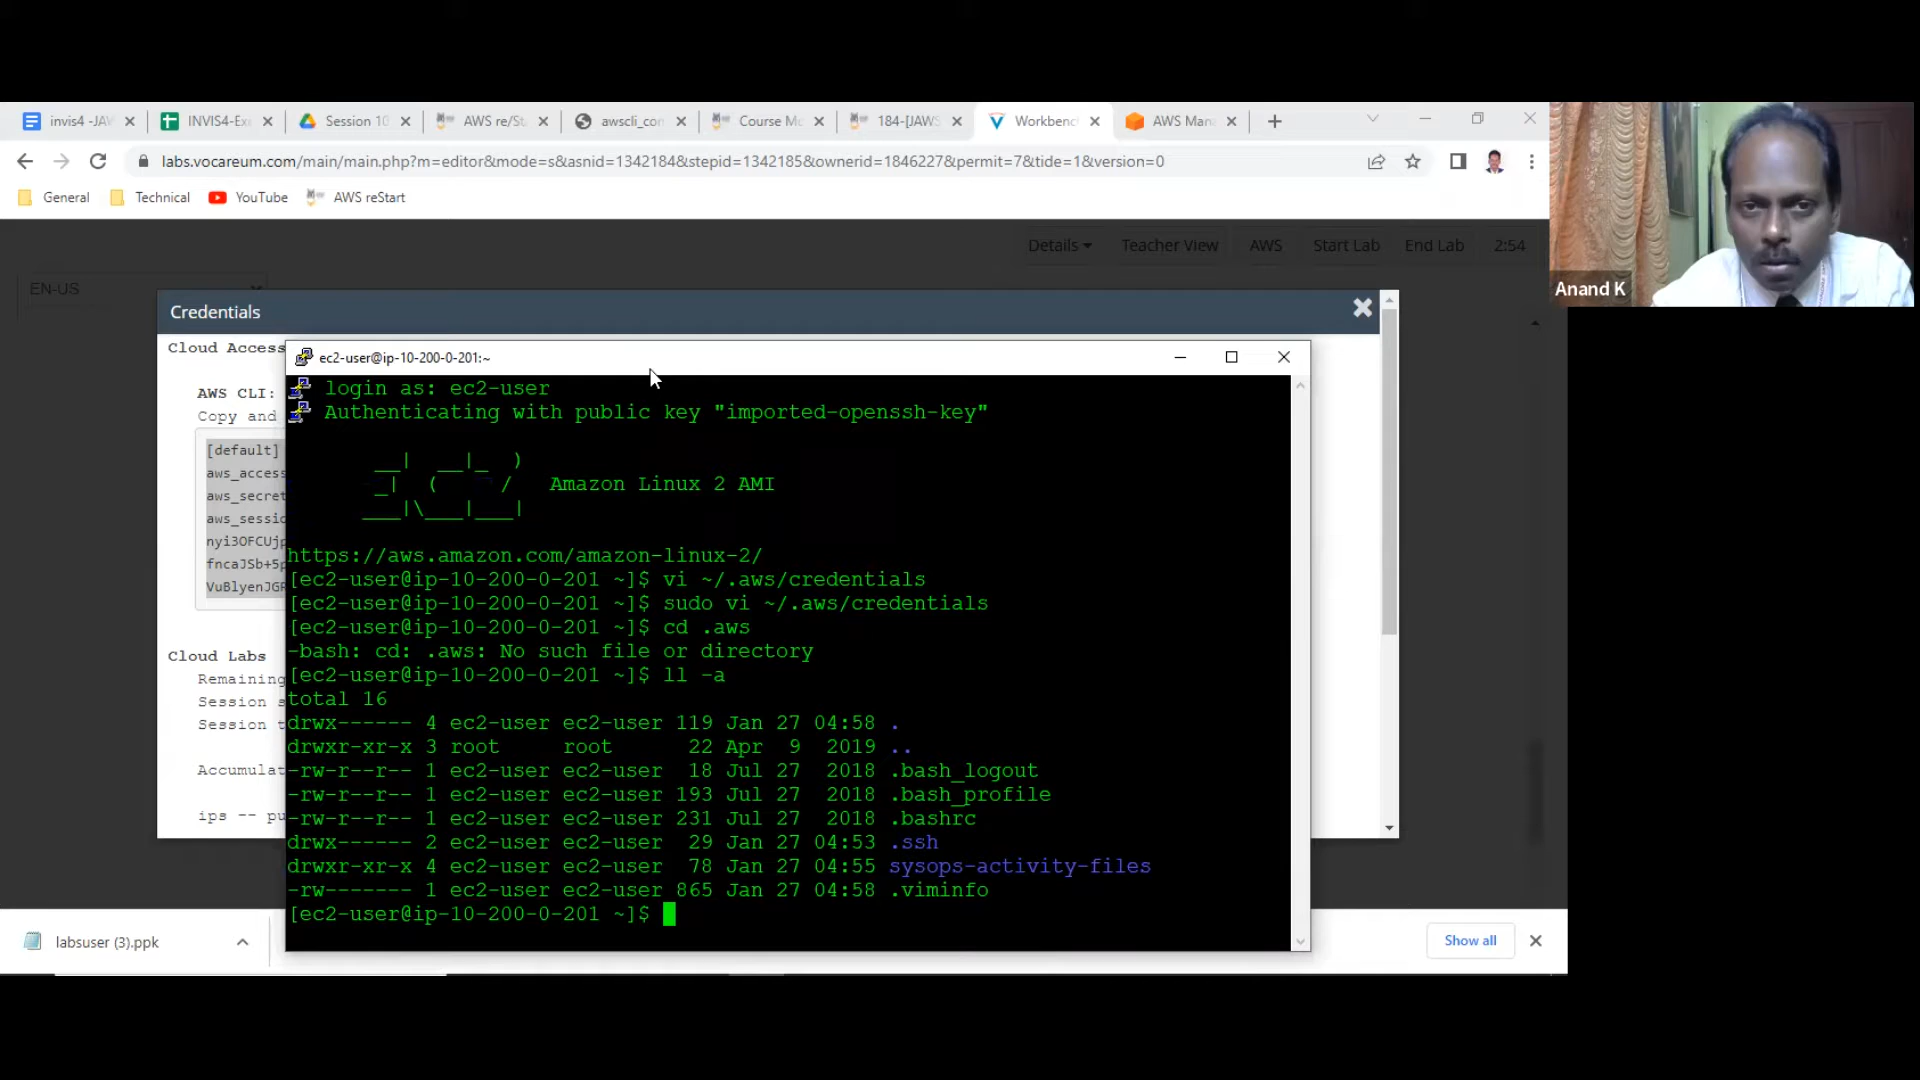 invis4 -JAW
INVIS4-Exe
Session 10
AWS re/St
awscli_con
Course Mo
184-[JAWS
Workbenc
AWS Man
labs.vocareum.com/main/main.php?m=editor&mode=s&asnid=1342184&stepid=1342185&ownerid=1846227&permit=7&tide=1&version=0
General
Technical
YouTube
AWS reStart
Details
Teacher View
AWS
Start Lab
End Lab
2:54
EN-US
Anand K
Credentials
Cloud Access
AWS CLI:
Copy and
[default]
aws_access
aws_secret
aws_sessio
nyi3OFCUjp
fncaJSb+5p
VuBlyenJGR
Cloud Labs
Remaining
Session s
Session t
Accumulat
ips -- pu
ec2-user@ip-10-200-0-201:~
login as: ec2-user
Authenticating with public key "imported-openssh-key"
__|  __|_  )
_|  (     /   Amazon Linux 2 AMI
___|\___|___|
https://aws.amazon.com/amazon-linux-2/
[ec2-user@ip-10-200-0-201 ~]$ vi ~/.aws/credentials
[ec2-user@ip-10-200-0-201 ~]$ sudo vi ~/.aws/credentials
[ec2-user@ip-10-200-0-201 ~]$ cd .aws
-bash: cd: .aws: No such file or directory
[ec2-user@ip-10-200-0-201 ~]$ ll -a
total 16
drwx------ 4 ec2-user ec2-user 119 Jan 27 04:58 .
drwxr-xr-x 3 root     root      22 Apr  9  2019 ..
-rw-r--r-- 1 ec2-user ec2-user  18 Jul 27  2018 .bash_logout
-rw-r--r-- 1 ec2-user ec2-user 193 Jul 27  2018 .bash_profile
-rw-r--r-- 1 ec2-user ec2-user 231 Jul 27  2018 .bashrc
drwx------ 2 ec2-user ec2-user  29 Jan 27 04:53 .ssh
drwxr-xr-x 4 ec2-user ec2-user  78 Jan 27 04:55 sysops-activity-files
-rw------- 1 ec2-user ec2-user 865 Jan 27 04:58 .viminfo
[ec2-user@ip-10-200-0-201 ~]$
labsuser (3).ppk
Show all